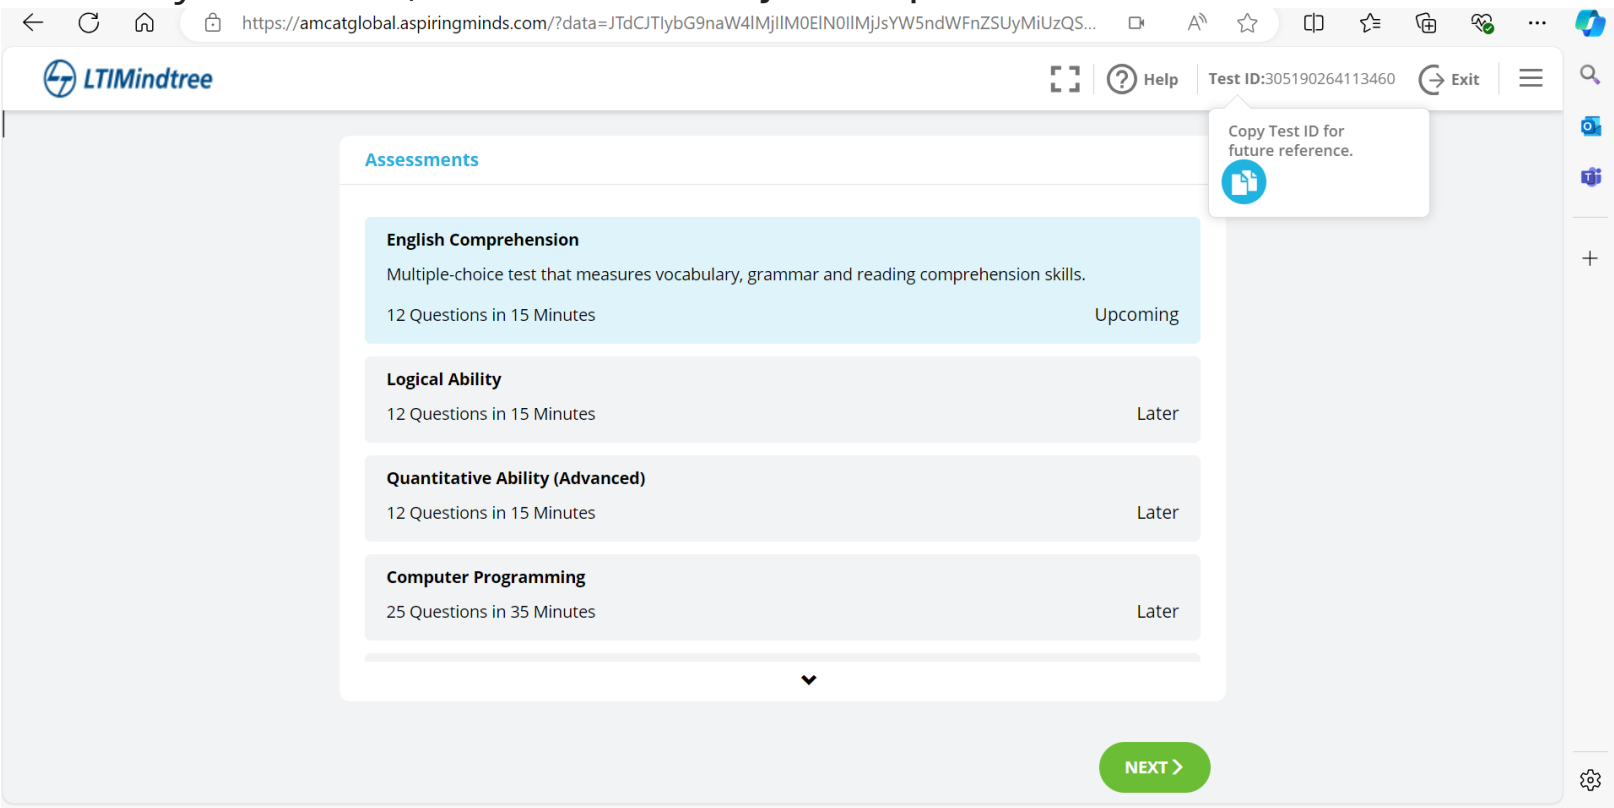 https://amcatglobal.aspiringminds.com/?data=JTdCJTIybG9naW4lMjIlM0ElN0IlMjJsYW5ndWFnZSUyMiUzQS...
LTIMindtree
Help
Test ID:305190264113460
Exit
Copy Test ID for
future reference.
Assessments
English Comprehension
Multiple-choice test that measures vocabulary, grammar and reading comprehension skills.
12 Questions in 15 Minutes
Upcoming
Logical Ability
12 Questions in 15 Minutes
Later
Quantitative Ability (Advanced)
12 Questions in 15 Minutes
Later
Computer Programming
25 Questions in 35 Minutes
Later
NEXT